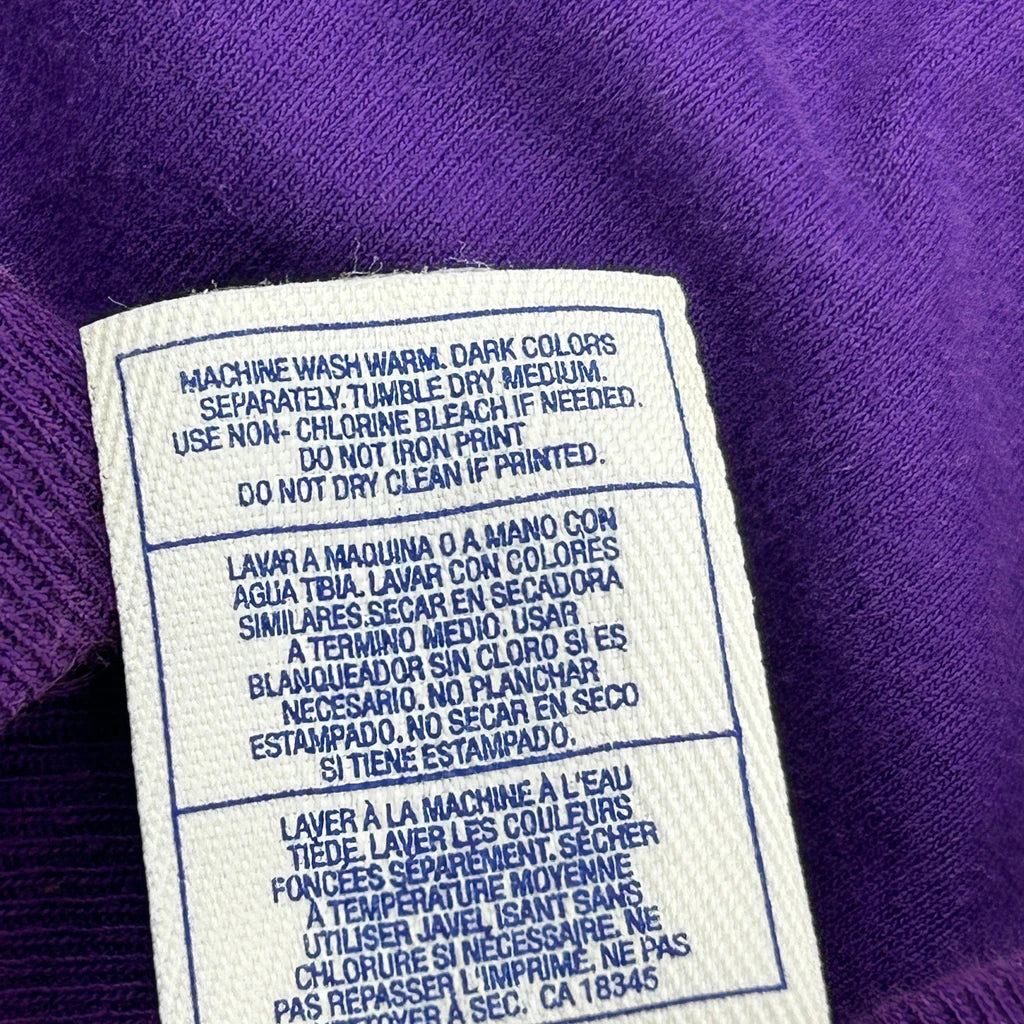 MACHINE WASH WARM. DARK COLORS
SEPARATELY. TUMBLE DRY MEDIUM.
USE NON- CHLORINE BLEACH IF NEEDED.
DO NOT IRON PRINT
DO NOT DRY CLEAN IF PRINTED.
LAVAR A MAQUINA O A MANO CON
AGUA TBIA. LAVAR CON COLORES
SIMILARES.SECAR EN SECADORA
A TERMINO MEDIO. USAR
BLANQUEADOR SIN CLORO SI ES
NECESARIO. NO PLANCHAR
ESTAMPADO. NO SECAR EN SECO
SI TIENE ESTAMPADO.
LAVER À LA MACHINE À L'EAU
TIÈDE. LAVER LES COULEURS
FONCÉES SÉPARÉMENT. SÉCHER
À TEMPÉRATURE MOYENNE
UTILISER JAVEL ISANT SANS
CHLORURE SI NÉCESSAIRE. NE
PAS REPASSER L'IMPRIMÉ, NE PAS
À SEC. CA 18345